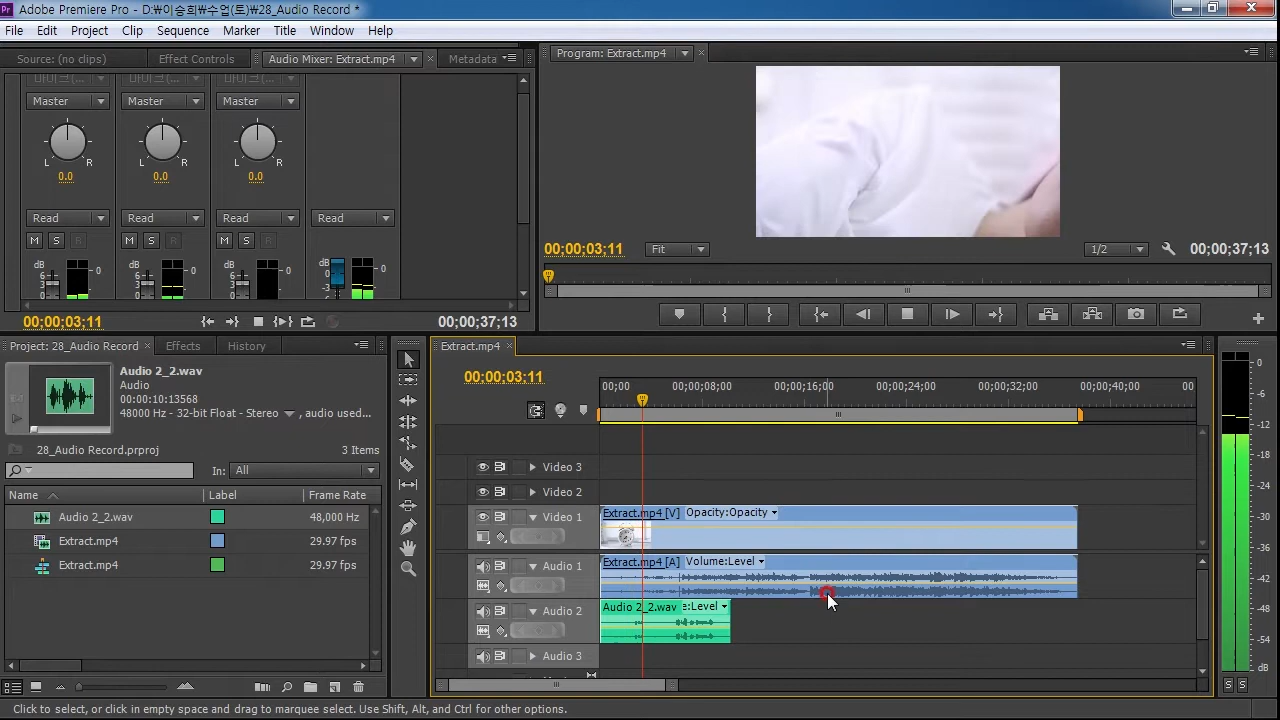 Adobe Premiere Pro - D:₩이승희₩수업(토)₩28_Audio Record *
File Edit Project Clip Sequence Marker Title Window Help
Source: (no clips) Effect Controls Audio Mixer: Extract.mp4 Metadata
Master Master Master
L R L R L R
0.0 0.0 0.0
Read Read Read Read
M S R M S R M S R
dB 0 dB 0 dB 0 dB 0
00;00;03;11 00;00;37;13
Program: Extract.mp4
00;00;03;11 Fit 1/2 00;00;37;13
Project: 28_Audio Record Effects History
Audio 2_2.wav
Audio
00:00:10:13568
48000 Hz - 32-bit Float - Stereo , audio used...
28_Audio Record.prproj 3 Items
In: All
Name Label Frame Rate
Audio 2_2.wav 48,000 Hz
Extract.mp4 29.97 fps
Extract.mp4 29.97 fps
Extract.mp4
00;00;03;11
00;00 00;00;08;00 00;00;16;00 00;00;24;00 00;00;32;00 00;00;40;00 00
Video 3
Video 2
Video 1 Extract.mp4 [V] Opacity:Opacity
Audio 1 Extract.mp4 [A] Volume:Level
Audio 2 Audio 2_2.wav e:Level
Audio 3
0
-6
-12
-18
-24
-30
-36
-42
-48
-54
dB
S S
Click to select, or click in empty space and drag to marquee select. Use Shift, Alt, and Ctrl for other options.